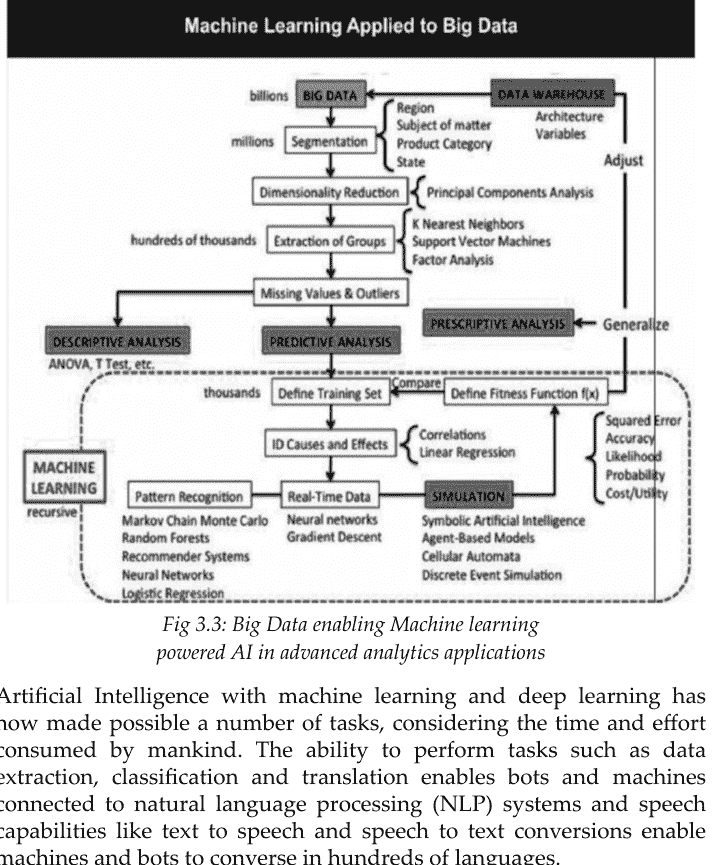 Machine Learning Applied to Big Data
billions
BIG DATA
DATA WAREHOUSE
Architecture
Variables
Region
Subject of matter
Product Category
State
millions
Segmentation
Adjust
Dimensionality Reduction
Principal Components Analysis
K Nearest Neighbors
Support Vector Machines
Factor Analysis
hundreds of thousands
Extraction of Groups
Missing Values & Outliers
DESCRIPTIVE ANALYSIS
ANOVA, T Test, etc.
PREDICTIVE ANALYSIS
PRESCRIPTIVE ANALYSIS
Generalize
thousands
Define Training Set
Compare
Define Fitness Function f(x)
Squared Error
Accuracy
Likelihood
Probability
Cost/Utility
ID Causes and Effects
Correlations
Linear Regression
MACHINE
LEARNING
recursive
Pattern Recognition
Markov Chain Monte Carlo
Random Forests
Recommender Systems
Neural Networks
Logistic Regression
Real-Time Data
Neural networks
Gradient Descent
SIMULATION
Symbolic Artificial Intelligence
Agent-Based Models
Cellular Automata
Discrete Event Simulation
Fig 3.3: Big Data enabling Machine learning
powered AI in advanced analytics applications
Artificial Intelligence with machine learning and deep learning has
now made possible a number of tasks, considering the time and effort
consumed by mankind. The ability to perform tasks such as data
extraction, classification and translation enables bots and machines
connected to natural language processing (NLP) systems and speech
capabilities like text to speech and speech to text conversions enable
machines and bots to converse in hundreds of languages.